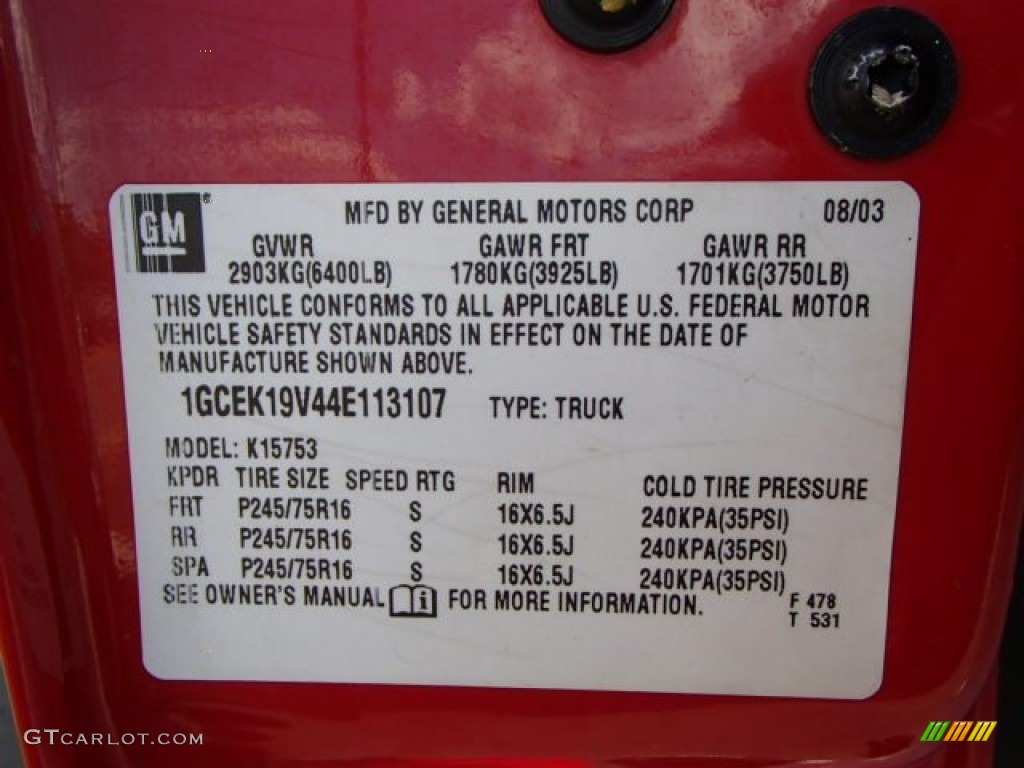 GM® MFD BY GENERAL MOTORS CORP 08/03
GVWR GAWR FRT GAWR RR
2903KG(6400LB) 1780KG(3925LB) 1701KG(3750LB)
THIS VEHICLE CONFORMS TO ALL APPLICABLE U.S. FEDERAL MOTOR
VEHICLE SAFETY STANDARDS IN EFFECT ON THE DATE OF
MANUFACTURE SHOWN ABOVE.
1GCEK19V44E113107 TYPE: TRUCK
MODEL: K15753
KPDR TIRE SIZE SPEED RTG RIM COLD TIRE PRESSURE
FRT P245/75R16 S 16X6.5J 240KPA(35PSI)
RR P245/75R16 S 16X6.5J 240KPA(35PSI)
SPA P245/75R16 S 16X6.5J 240KPA(35PSI)
SEE OWNER'S MANUAL i FOR MORE INFORMATION. F 478
T 531
GTCARLOT.COM